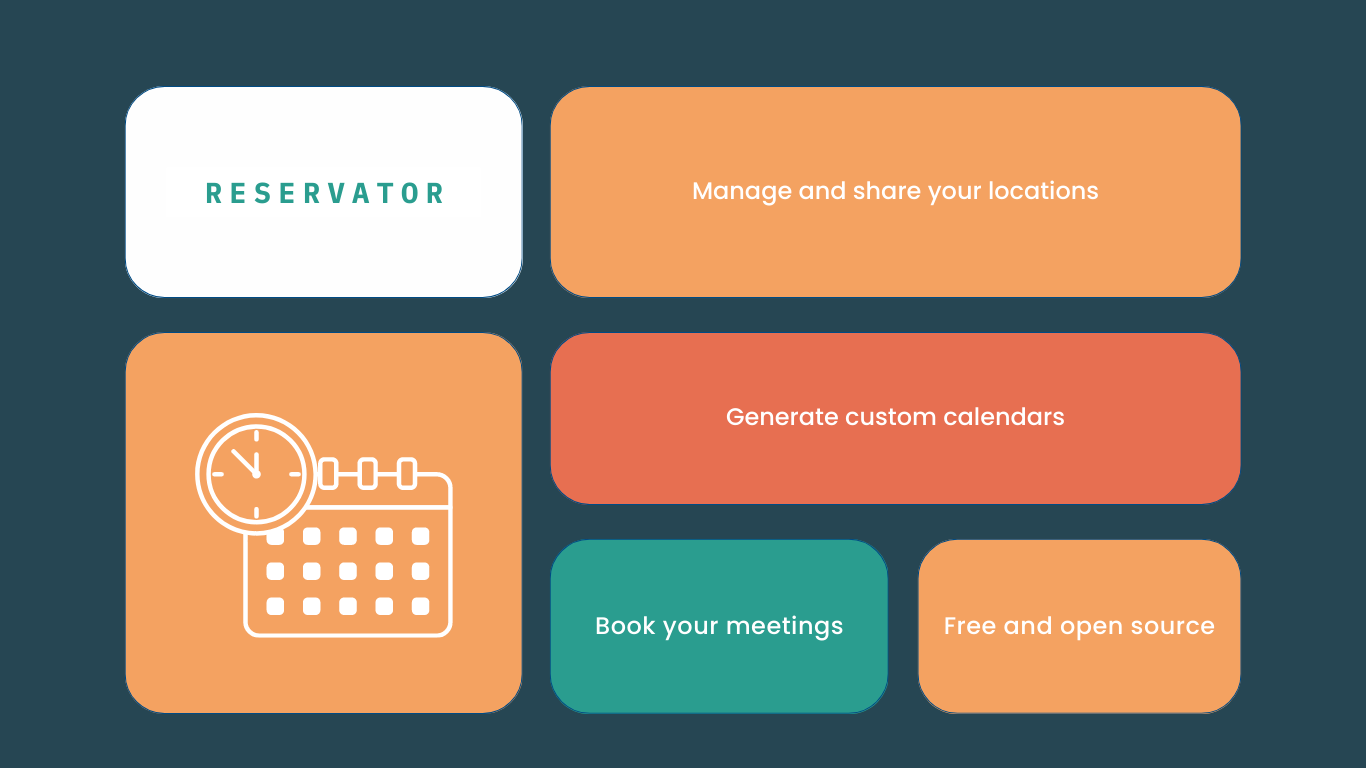 RESERVATOR
Manage and share your locations
Generate custom calendars
Book your meetings
Free and open source